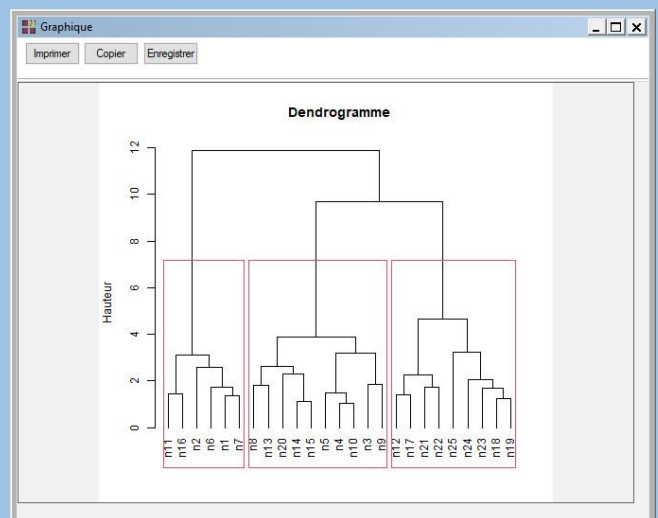 Graphique
Imprimer Copier Enregistrer
Dendrogramme
Hauteur
12
10
8
6
4
2
0
n11 n16 n2 n6 n1 n7 n8 n13 n20 n14 n15 n5 n4 n10 n3 n9 n12 n17 n21 n22 n25 n24 n23 n18 n19